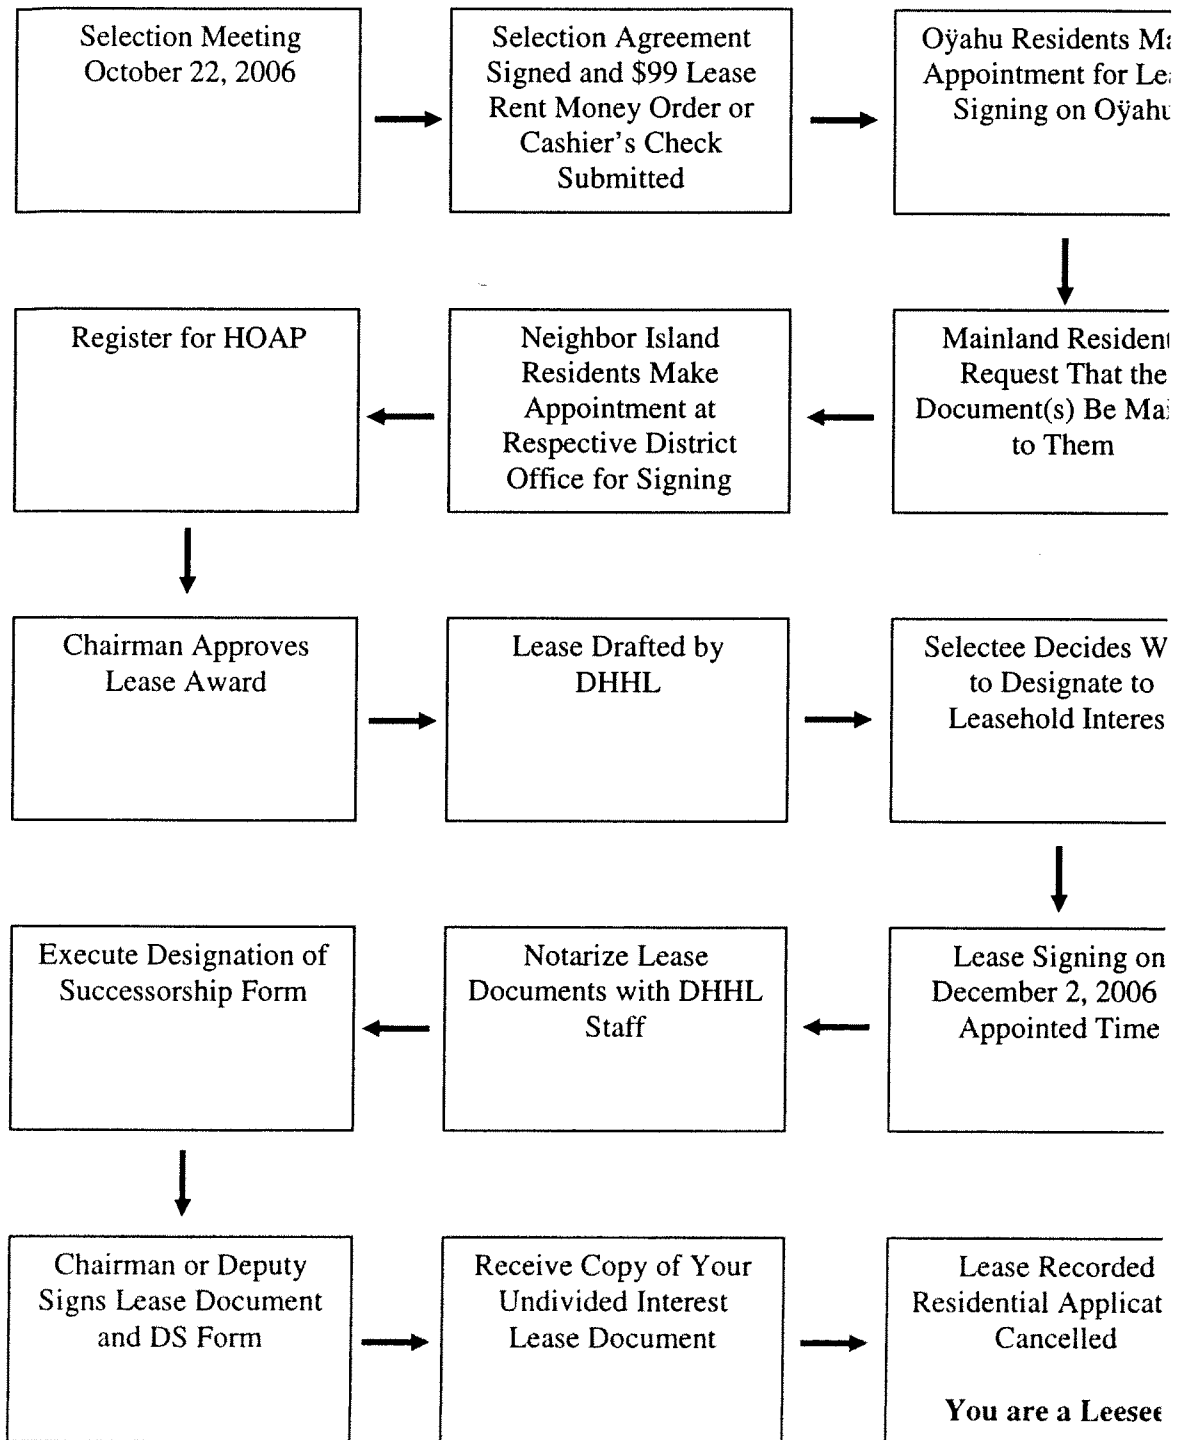 Selection Meeting
October 22, 2006
Selection Agreement
Signed and $99 Lease
Rent Money Order or
Cashier's Check
Submitted
Oÿahu Residents
Appointment for
Signing on Oÿahu
Mainland
Request That the
Document(s) Be
to Them
Neighbor Island
Residents Make
Appointment at
Respective District
Office for Signing
Register for HOAP
Chairman Approves
Lease Award
Lease Drafted by
DHHL
Selectee Decides
to Designate to
Leasehold
Lease Signing on
December 2, 2006
Appointed Time
Notarize Lease
Documents with DHHL
Staff
Execute Designation of
Successorship Form
Chairman or Deputy
Signs Lease Document
and DS Form
Receive Copy of Your
Undivided Interest
Lease Document
Lease Recorded
Residential
Cancelled
You are a Leesee